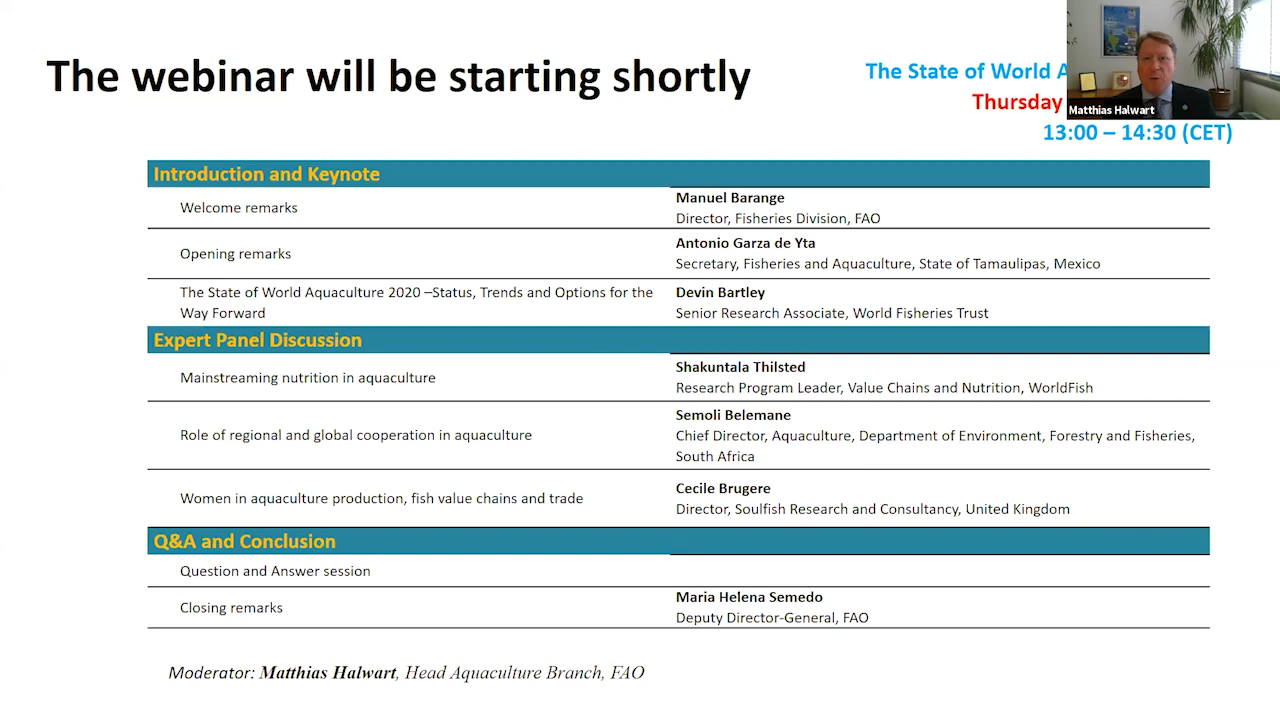 The webinar will be starting shortly
The State of World
Thursday
13:00 – 14:30 (CET)
Matthias Halwart
Introduction and Keynote
Welcome remarks
Manuel Barange
Director, Fisheries Division, FAO
Opening remarks
Antonio Garza de Yta
Secretary, Fisheries and Aquaculture, State of Tamaulipas, Mexico
The State of World Aquaculture 2020 –Status, Trends and Options for the
Way Forward
Devin Bartley
Senior Research Associate, World Fisheries Trust
Expert Panel Discussion
Mainstreaming nutrition in aquaculture
Shakuntala Thilsted
Research Program Leader, Value Chains and Nutrition, WorldFish
Role of regional and global cooperation in aquaculture
Semoli Belemane
Chief Director, Aquaculture, Department of Environment, Forestry and Fisheries,
South Africa
Women in aquaculture production, fish value chains and trade
Cecile Brugere
Director, Soulfish Research and Consultancy, United Kingdom
Q&A and Conclusion
Question and Answer session
Closing remarks
Maria Helena Semedo
Deputy Director-General, FAO
Moderator: Matthias Halwart, Head Aquaculture Branch, FAO